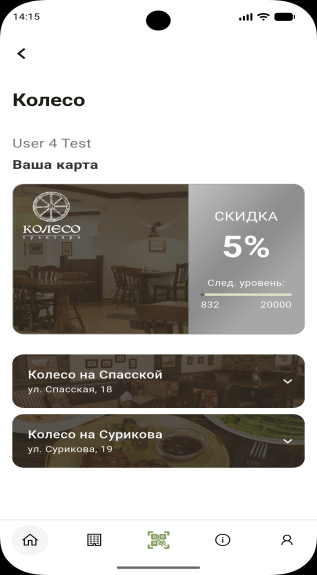 14:15
Колесо
User 4 Test
Ваша карта
КОЛЕСО
трактиръ
СКИДКА
5%
След. уровень:
832 20000
Колесо на Спасской
ул. Спасская, 18
Колесо на Сурикова
ул. Сурикова, 19